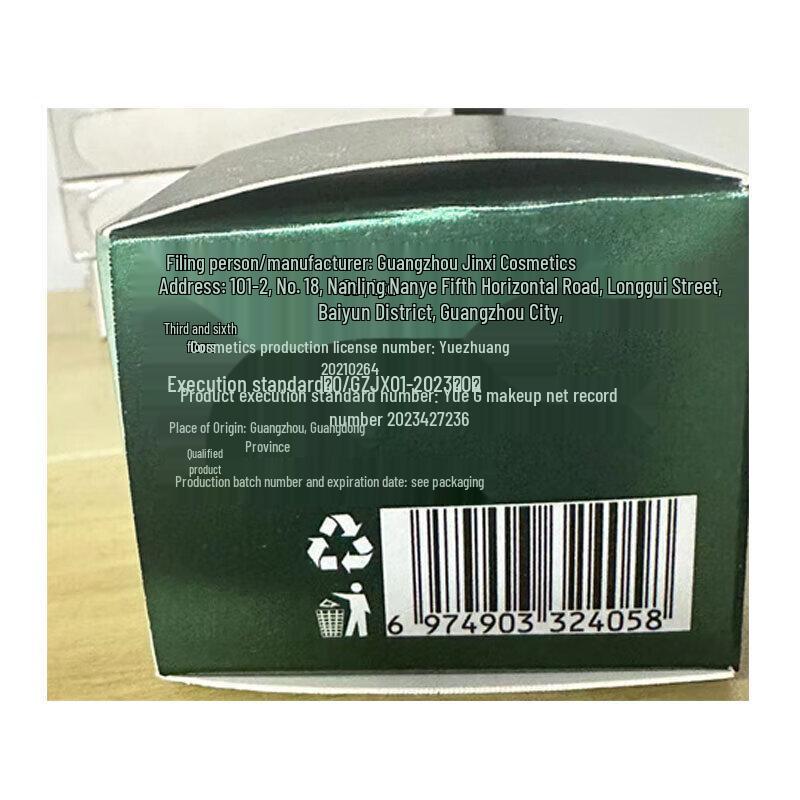 Filing person/manufacturer: Guangzhou Jinxi Cosmetics
Address: 101-2, No. 18, Nanling Nanye Fifth Horizontal Road, Longgui Street,
Baiyun District, Guangzhou City,
Third and sixth
floors
Cosmetics production license number: Yuezhuang
20210264
Execution standard
/GZJX01-2023
Product execution standard number: Yue G makeup net record
number 2023427236
Place of Origin: Guangzhou, Guangdong
Province
Qualified
product
Production batch number and expiration date: see packaging
6 974903 324058